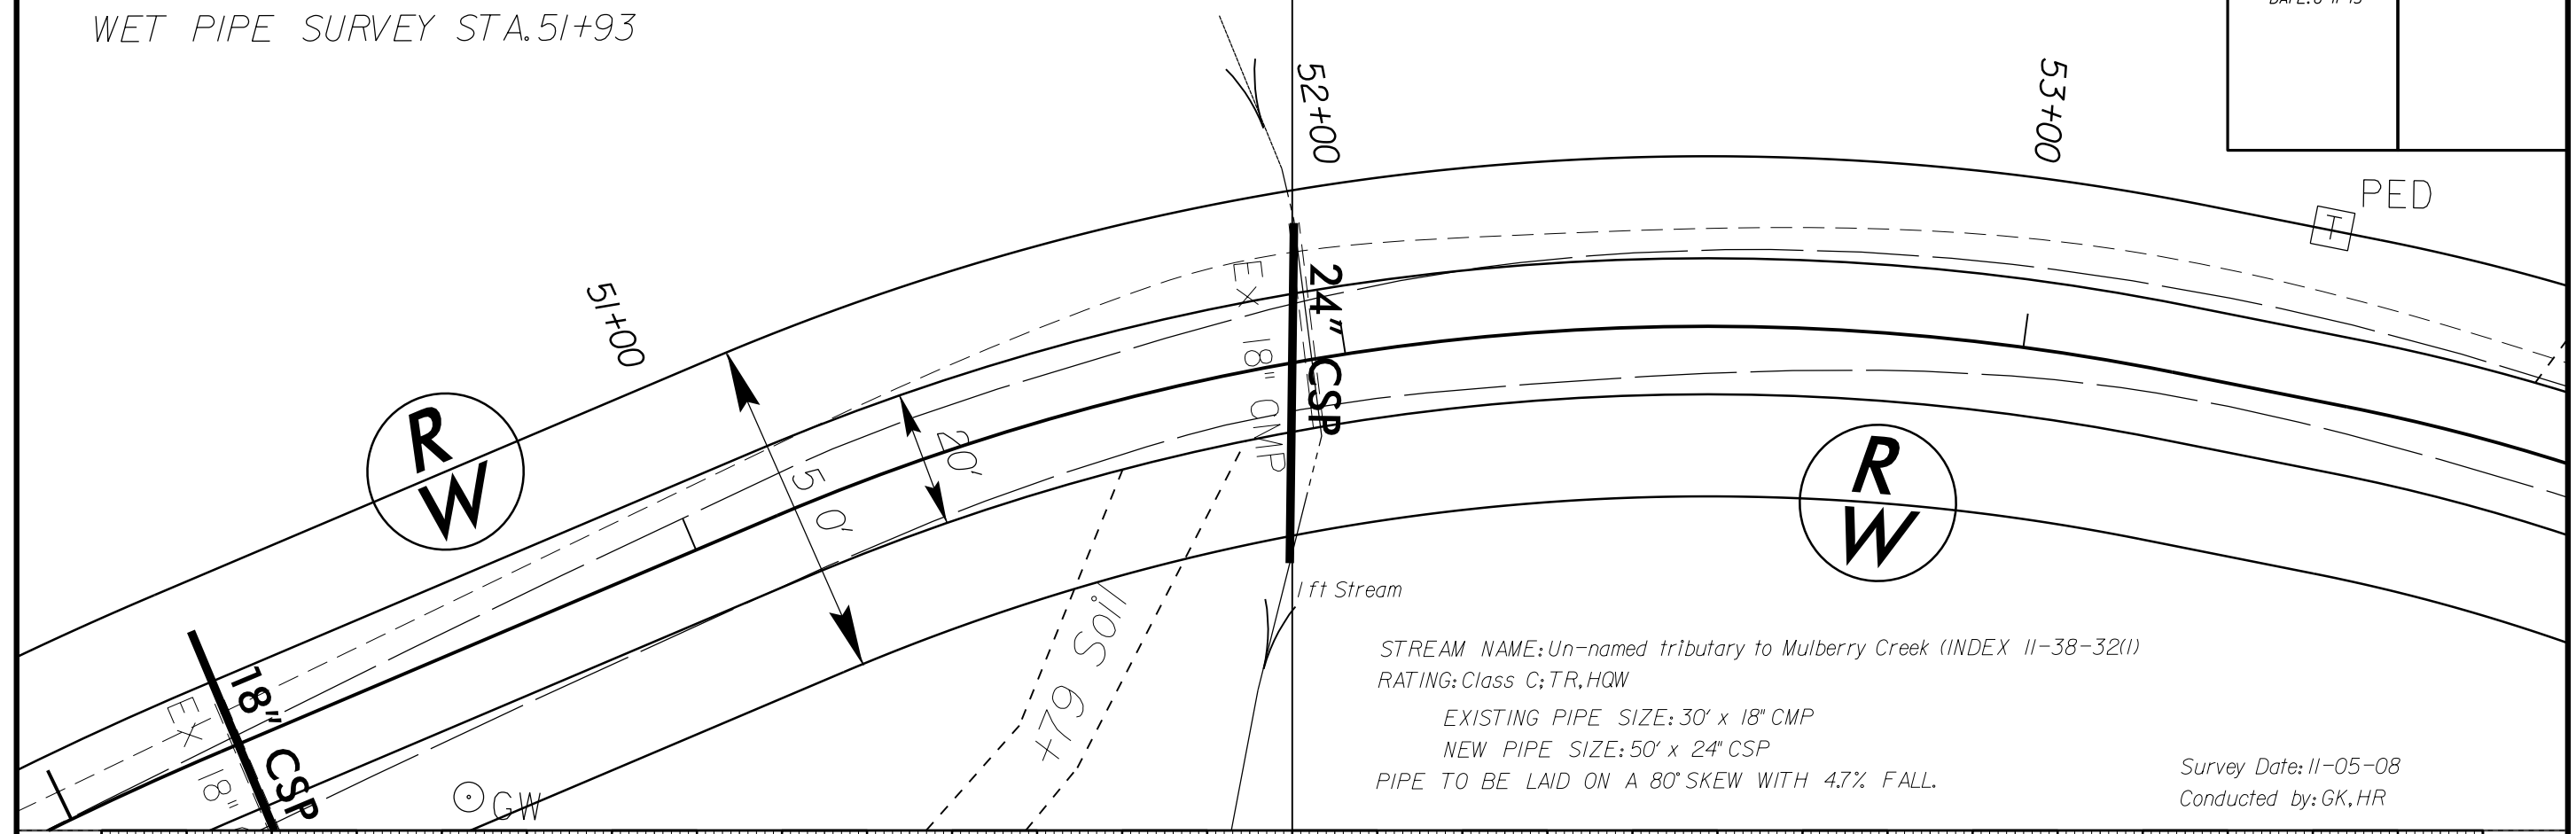 WET PIPE SURVEY STA. 51+93
52+00
53+00
PED
T
24" CSP
EX 18" CMP
51+00
R
W
20'
50'
R
W
1 ft Stream
+79 Soil
18" CSP
EX 18"
GW
STREAM NAME: Un-named tributary to Mulberry Creek (INDEX 11-38-32(1)
RATING: Class C; TR, HQW
EXISTING PIPE SIZE: 30' x 18" CMP
NEW PIPE SIZE: 50' x 24" CSP
PIPE TO BE LAID ON A 80° SKEW WITH 4.7% FALL.
Survey Date: 11-05-08
Conducted by: GK, HR